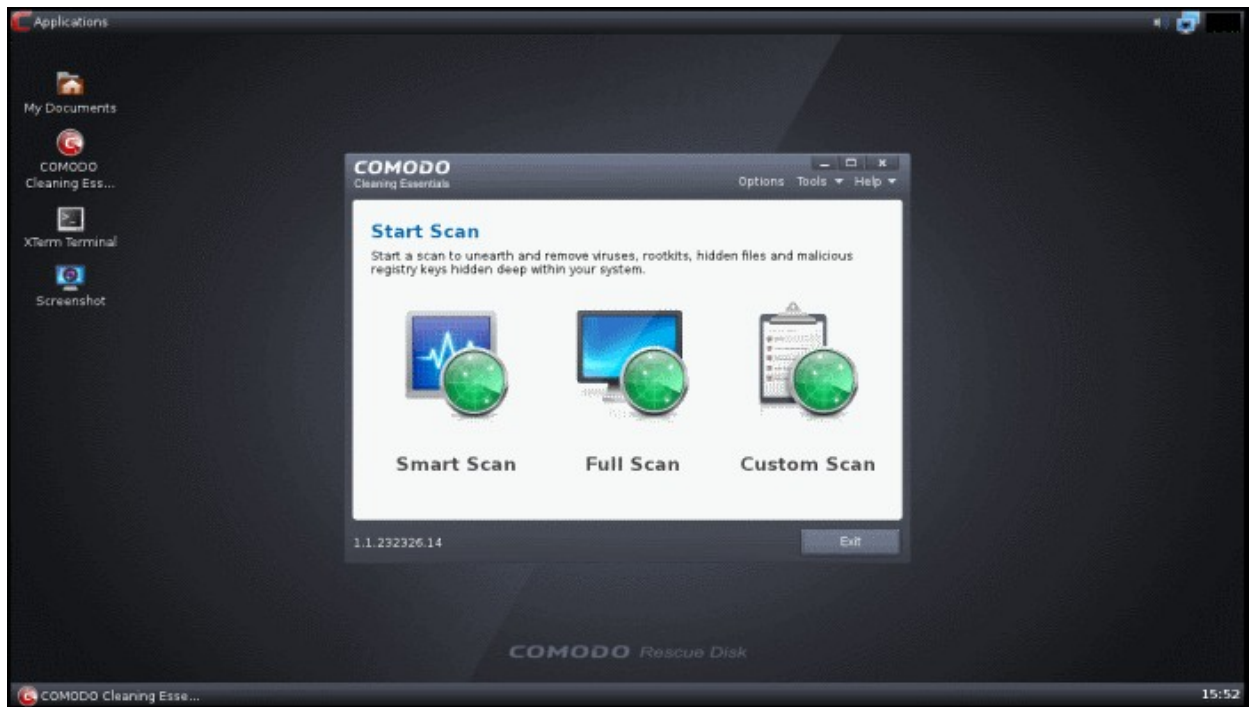 Applications
My Documents
COMODO
Cleaning Ess...
XTerm Terminal
Screenshot
COMODO
Cleaning Essentials
Options Tools Help
Start Scan
Start a scan to unearth and remove viruses, rootkits, hidden files and malicious
registry keys hidden deep within your system.
Smart Scan Full Scan Custom Scan
1.1.232326.14
Exit
COMODO Rescue Disk
COMODO Cleaning Esse...
15:52